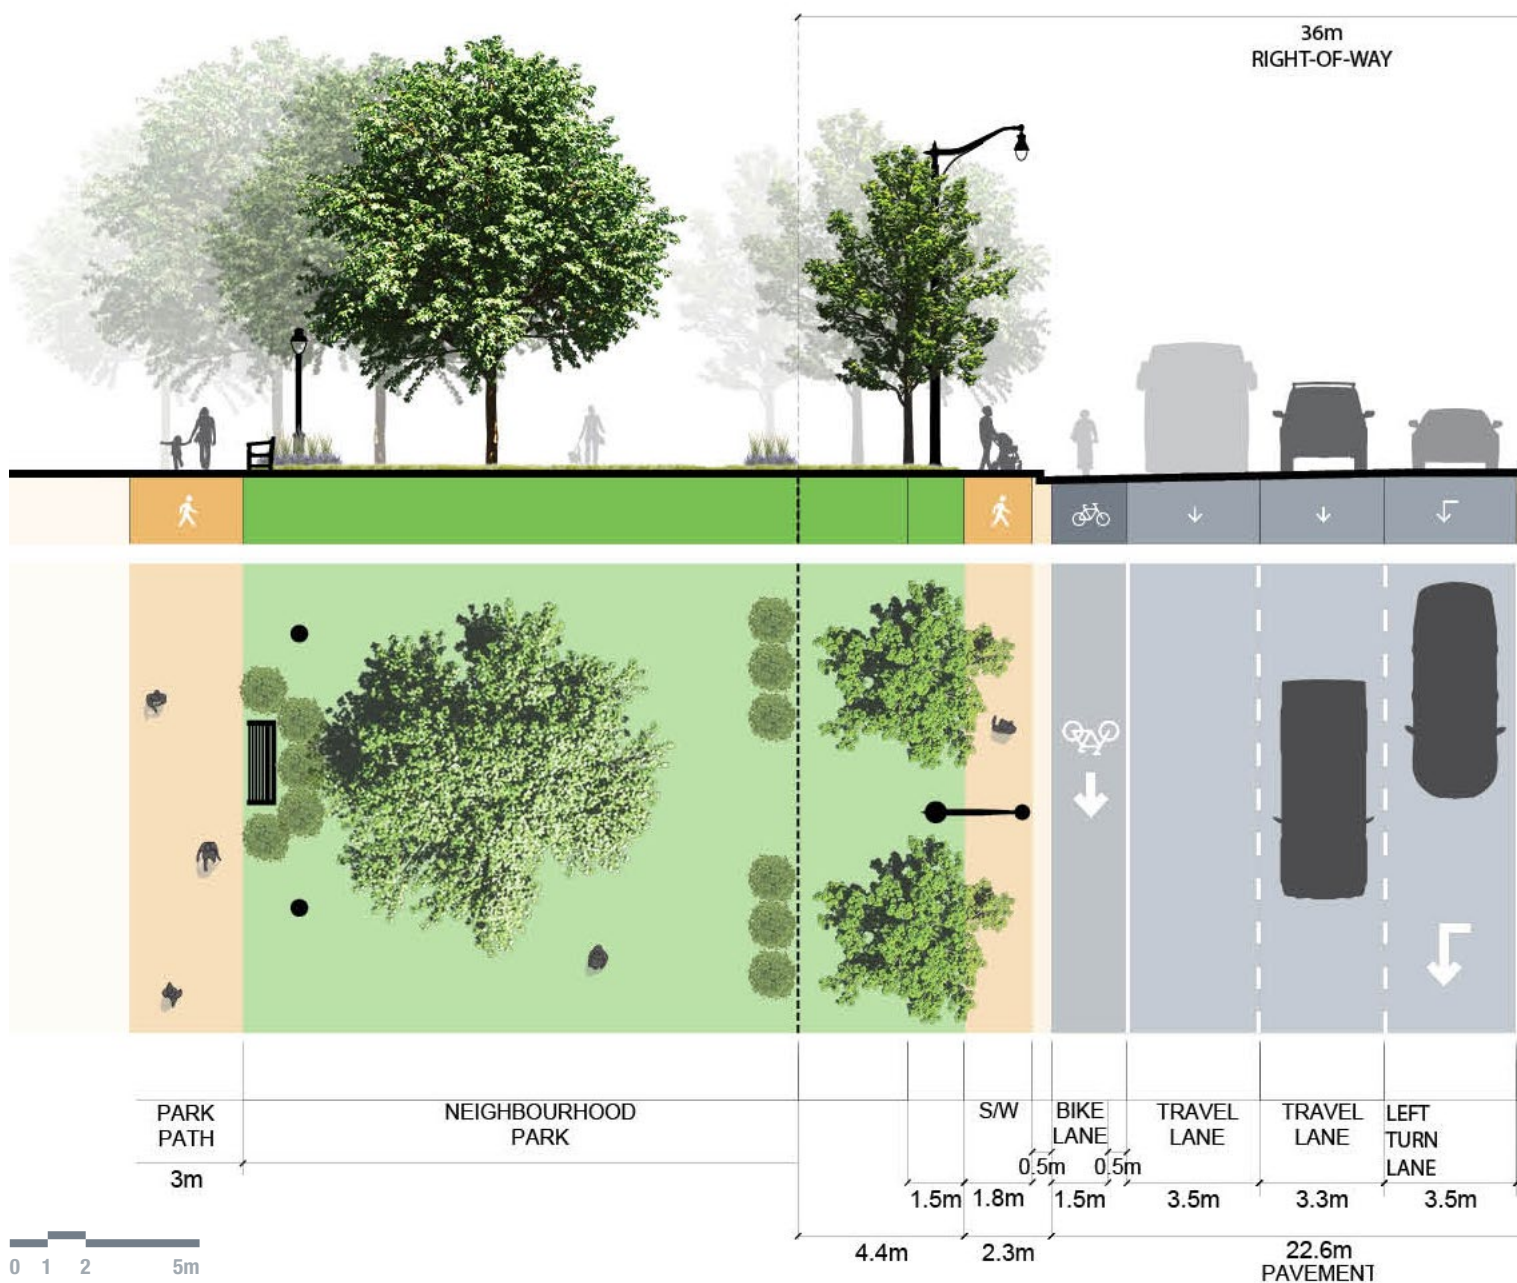 36m
RIGHT-OF-WAY
PARK
PATH
NEIGHBOURHOOD
PARK
S/W
BIKE
LANE
TRAVEL
LANE
TRAVEL
LANE
LEFT
TURN
LANE
0.5m
0.5m
3m
1.5m
1.8m
1.5m
3.5m
3.3m
3.5m
4.4m
2.3m
22.6m
PAVEMENT
0 1 2 5m